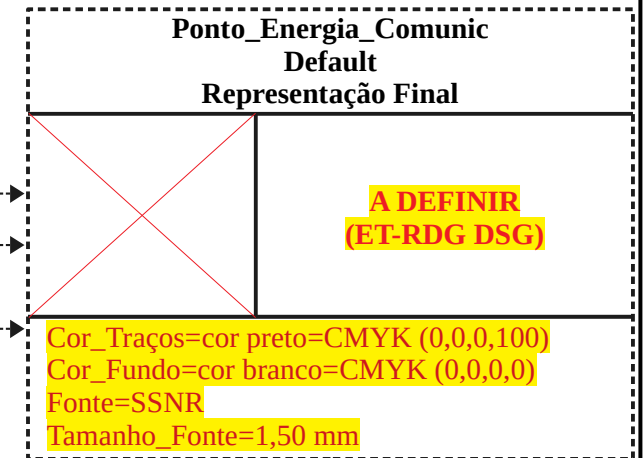 Ponto_Energia_Comunic
Default
Representação Final
A DEFINIR
(ET-RDG DSG)
Cor_Traços=cor preto=CMYK (0,0,0,100)
Cor_Fundo=cor branco=CMYK (0,0,0,0)
Fonte=SSNR
Tamanho_Fonte=1,50 mm